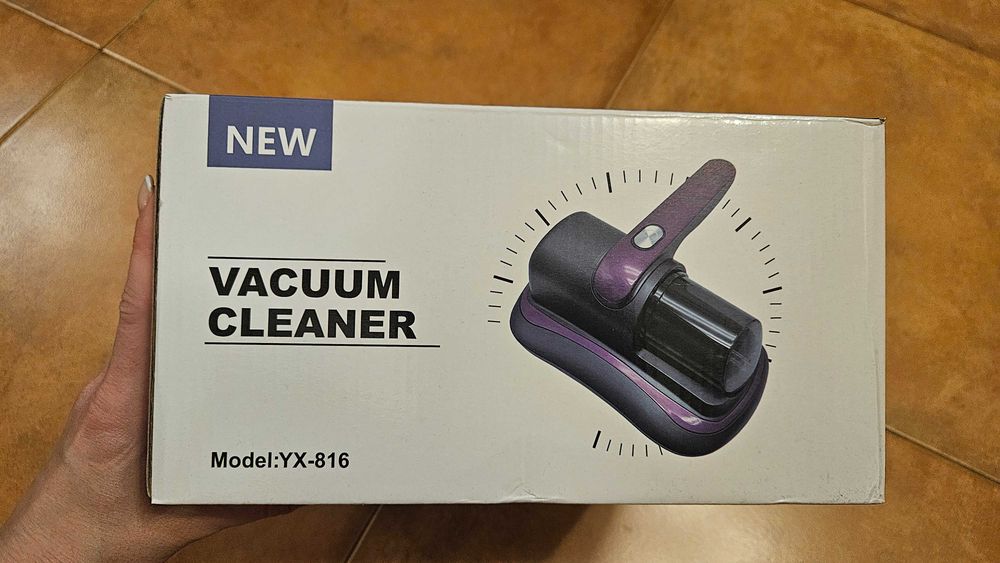 NEW
VACUUM
CLEANER
Model:YX-816